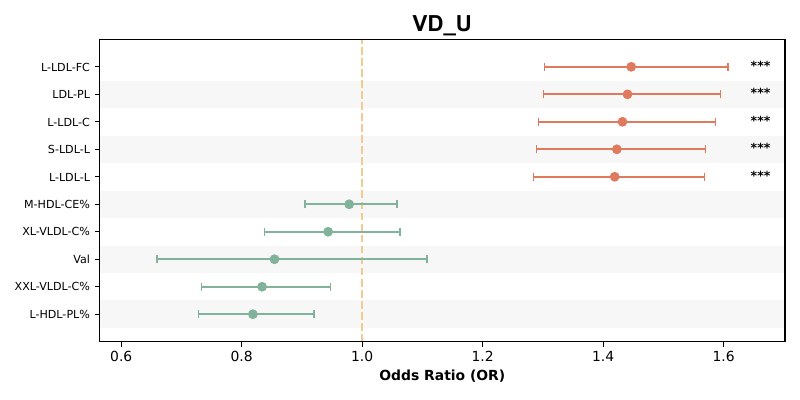 VD_U
L-LDL-FC ***
LDL-PL ***
L-LDL-C ***
S-LDL-L ***
L-LDL-L ***
M-HDL-CE%
XL-VLDL-C%
Val
XXL-VLDL-C%
L-HDL-PL%
0.6 0.8 1.0 1.2 1.4 1.6
Odds Ratio (OR)